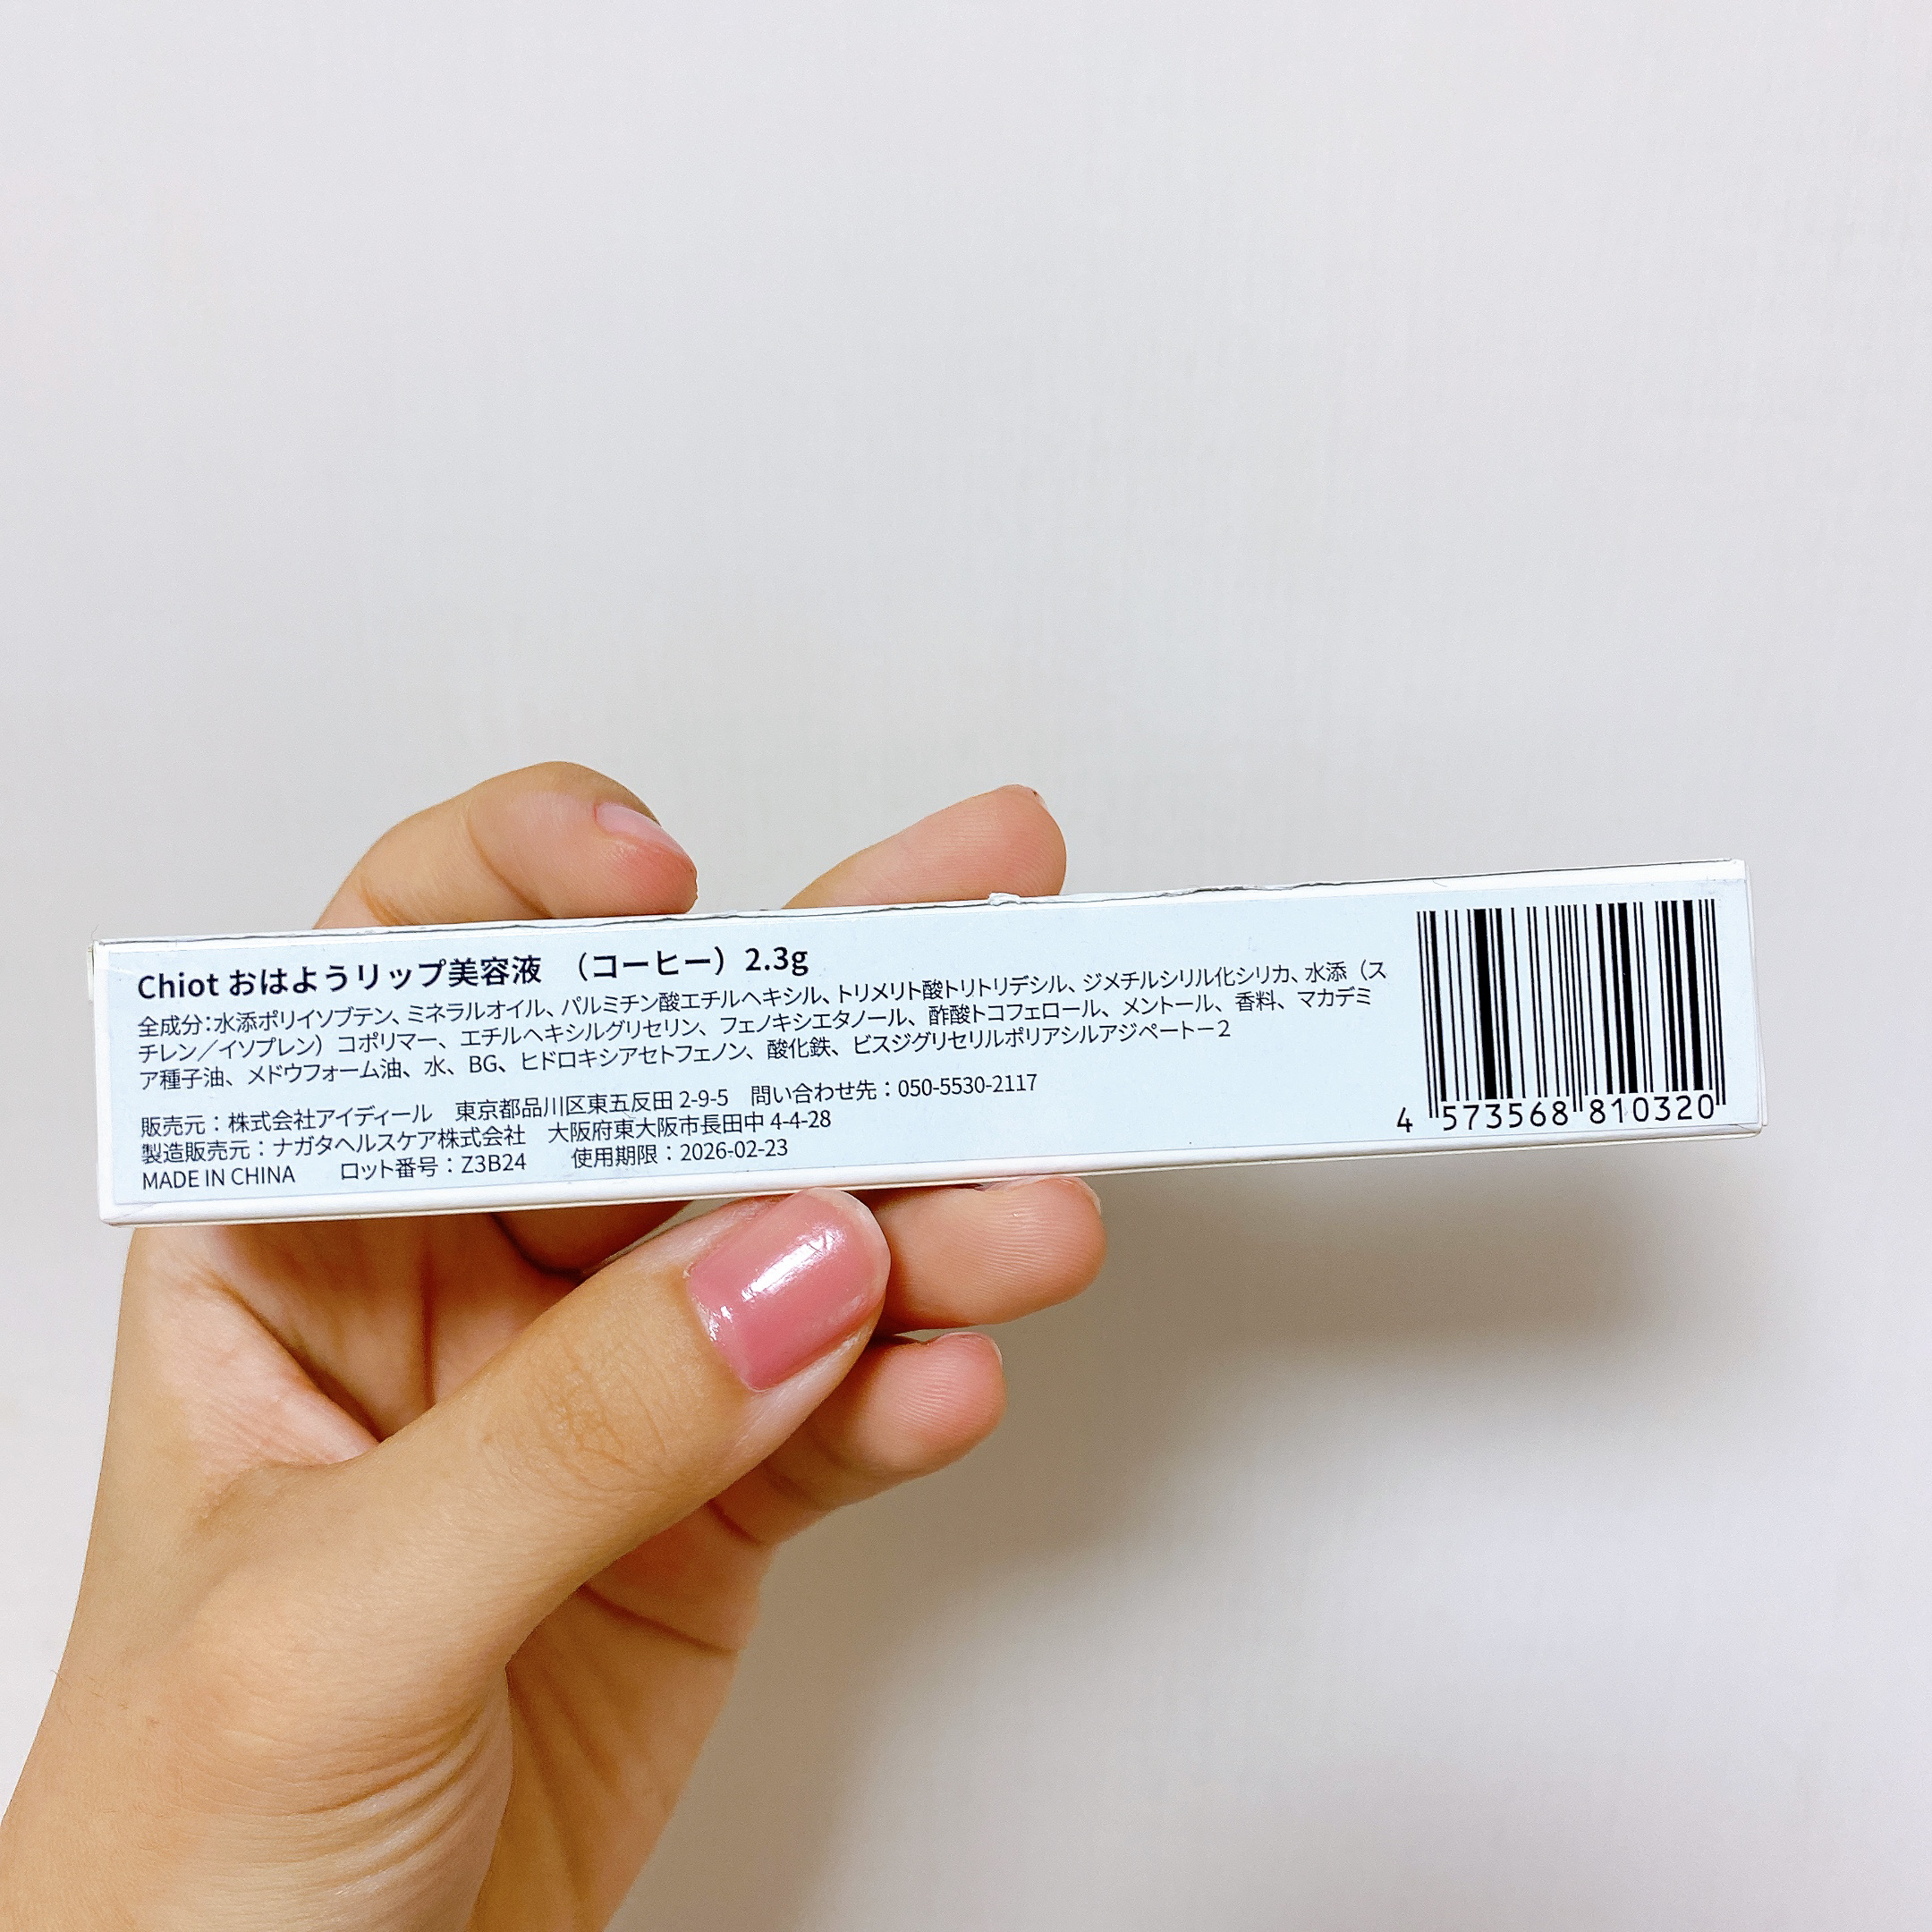 Chiot おはようリップ美容液 （コーヒー）2.3g
全成分：水添ポリイソブテン、ミネラルオイル、パルミチン酸エチルヘキシル、トリメリト酸トリトリデシル、ジメチルシリル化シリカ、水添（ス
チレン／イソプレン）コポリマー、エチルヘキシルグリセリン、フェノキシエタノール、酢酸トコフェロール、メントール、香料、マカデミ
ア種子油、メドウフォーム油、水、BG、ヒドロキシアセトフェノン、酸化鉄、ビスジグリセリルポリアシルアジペートー2
販売元：株式会社アイディール 東京都品川区東五反田 2-9-5 問い合わせ先：050-5530-2117
製造販売元：ナガタヘルスケア株式会社 大阪府東大阪市長田中 4-4-28
MADE IN CHINA ロット番号：Z3B24 使用期限：2026-02-23
4 573568 810320